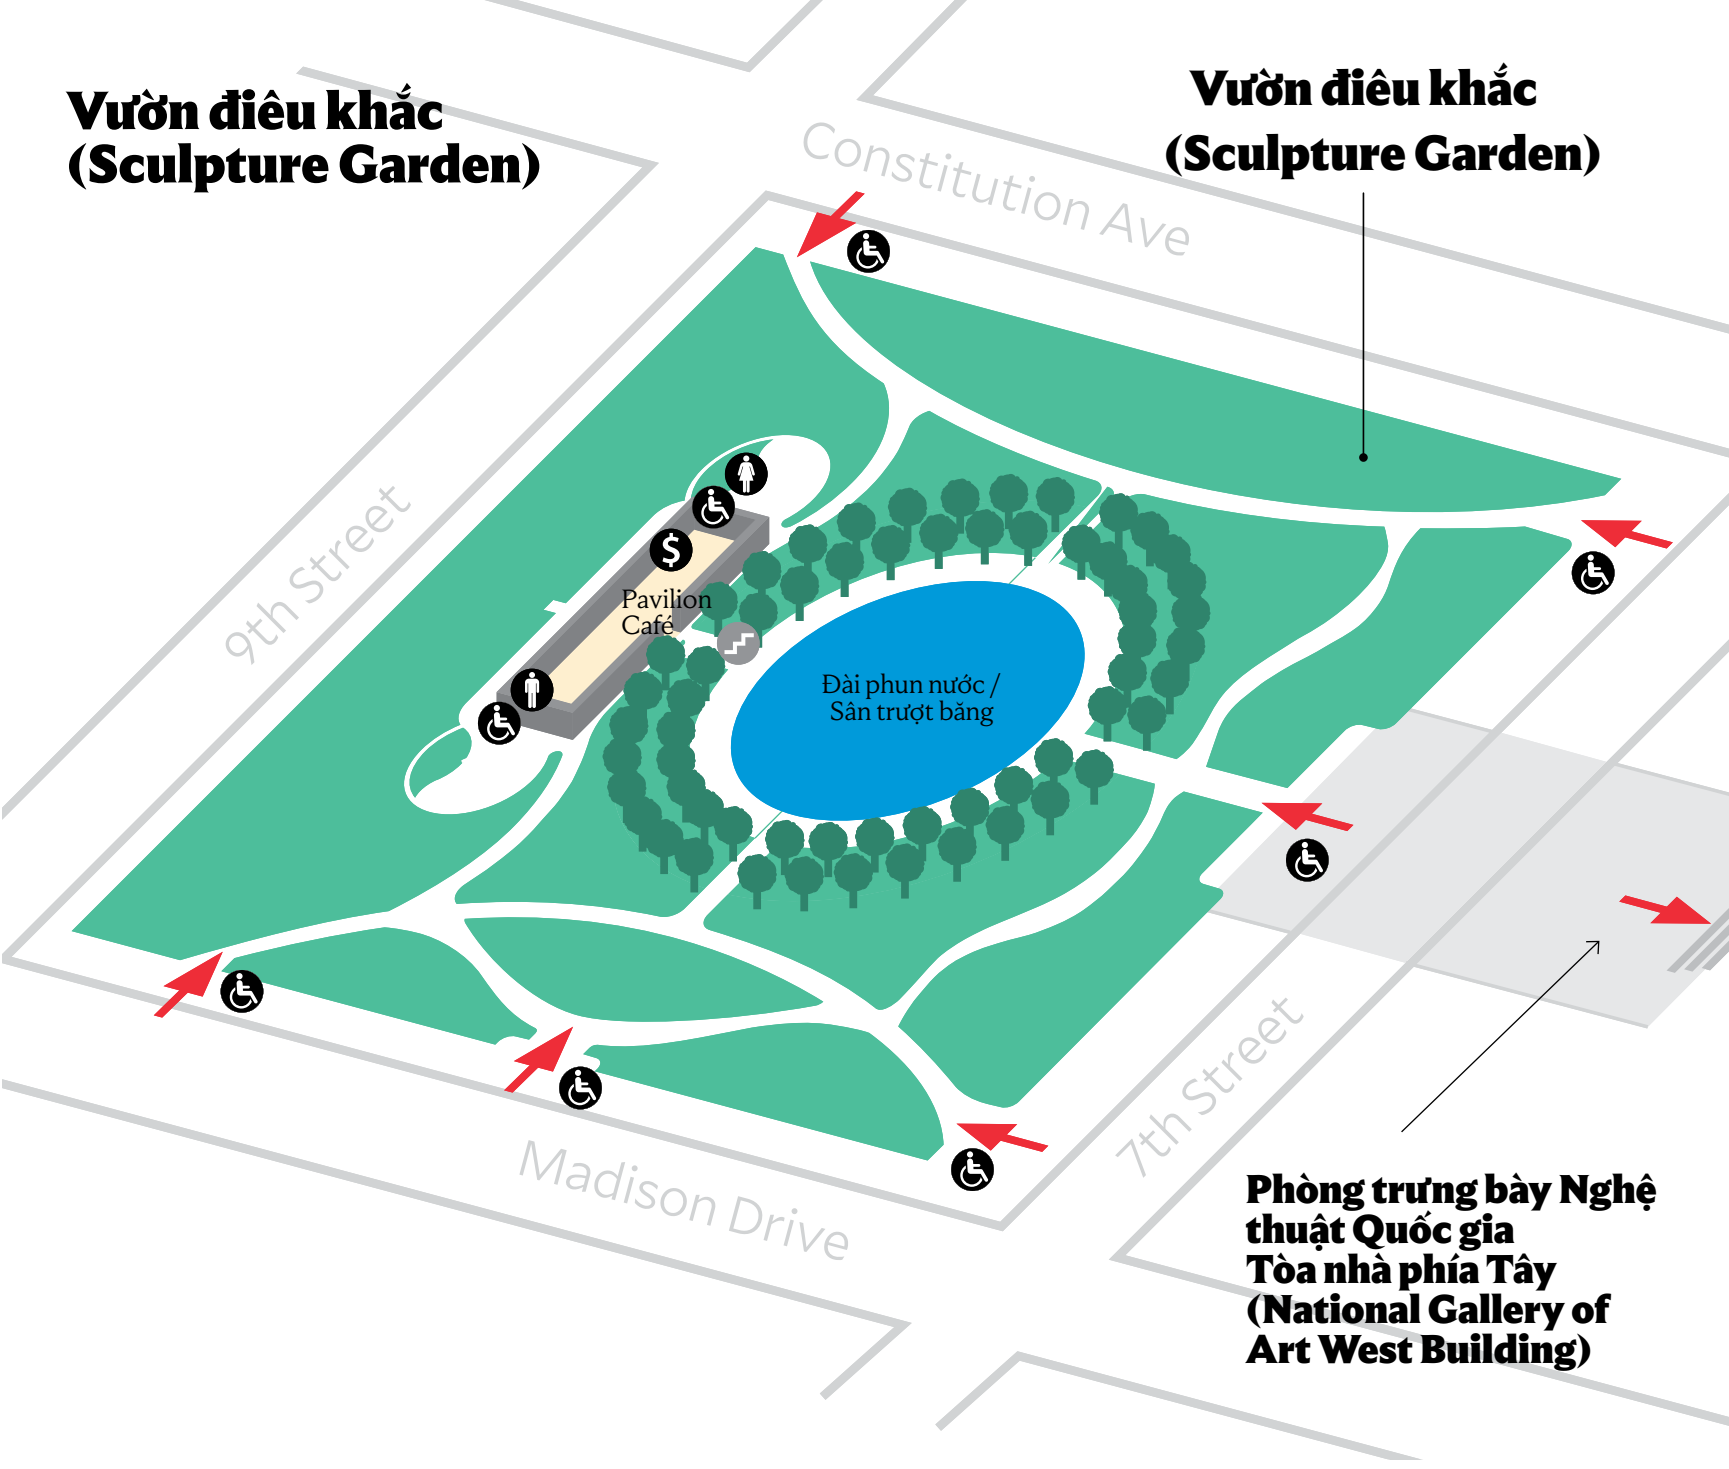 Vườn điêu khắc
(Sculpture Garden)
Vườn điêu khắc
(Sculpture Garden)
Constitution Ave
9th Street
$
Pavilion
Café
Đài phun nước /
Sân trượt băng
7th Street
Madison Drive
Phòng trưng bày Nghệ
thuật Quốc gia
Tòa nhà phía Tây
(National Gallery of
Art West Building)